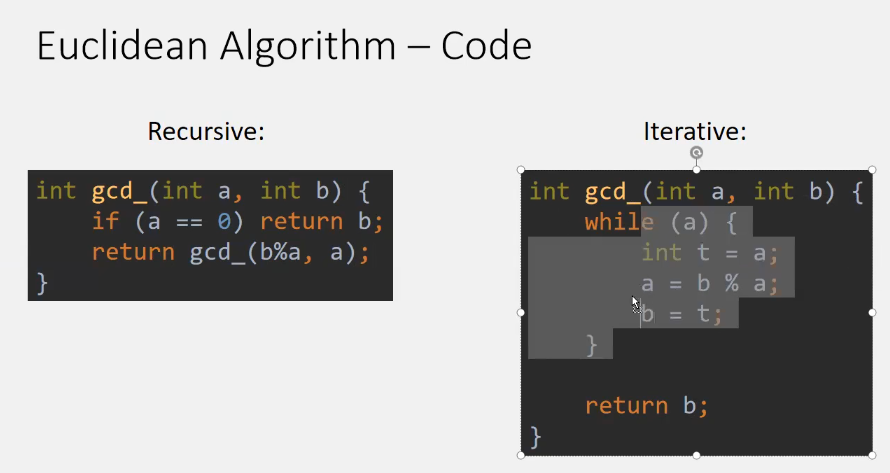 Euclidean Algorithm – Code
Recursive:
int gcd_(int a, int b) {
    if (a == 0) return b;
    return gcd_(b%a, a);
}
Iterative:
int gcd_(int a, int b) {
    while (a) {
        int t = a;
        a = b % a;
        b = t;
    }
    return b;
}